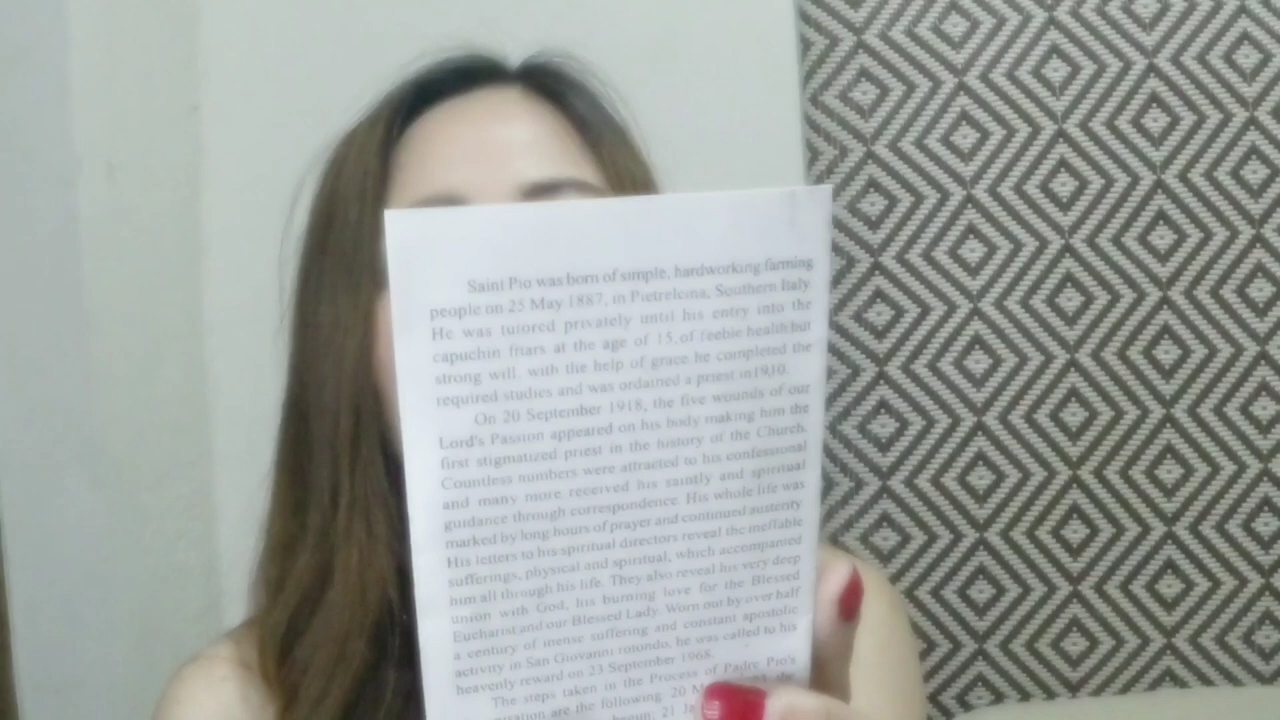 Saint Pio was born of simple, hardworking farming
people on 25 May 1887, in Pietrelcina, Southern Italy
He was tutored privately until his entry into the
capuchin friars at the age of 15. of feeble health but
strong will, with the help of grace he completed the
required studies and was ordained a priest in 1910.
On 20 September 1918, the five wounds of our
Lord's Passion appeared on his body making him the
first stigmatized priest in the history of the Church.
Countless numbers were attracted to his confessional
and many more received his saintly and spiritual
guidance through correspondence. His whole life was
marked by long hours of prayer and continued austerity
His letters to his spiritual directors reveal the ineffable
sufferings, physical and spiritual, which accompanied
him all through his life. They also reveal his very deep
union with God, his burning love for the Blessed
Eucharist and our Blessed Lady. Worn out by over half
a century of inense suffering and constant apostolic
activity in San Giovanni rotondo, he was called to his
heavenly reward on 23 September 1968.
The steps taken in the Process of Padre Pio's
are the following. 20
begun. 21